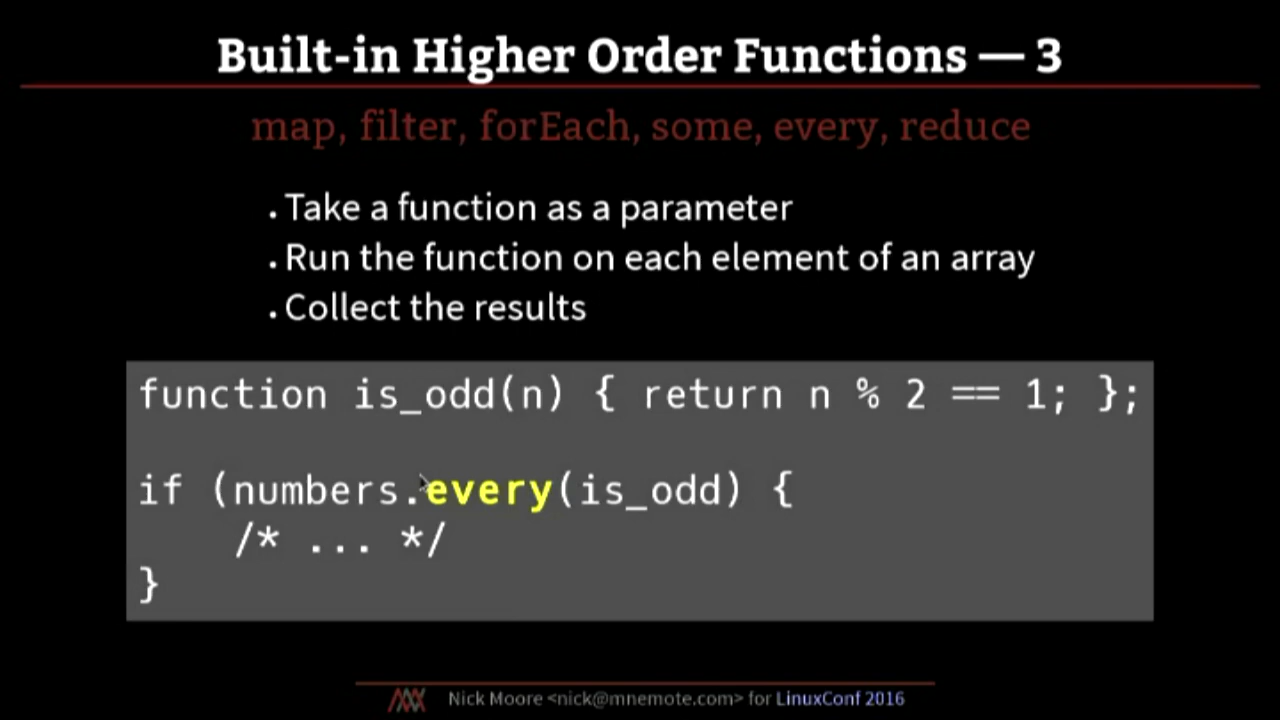 Built-in Higher Order Functions — 3
map, filter, forEach, some, every, reduce
• Take a function as a parameter
• Run the function on each element of an array
• Collect the results
function is_odd(n) { return n % 2 == 1; };
if (numbers.every(is_odd) {
    /* ... */
}
Nick Moore <nick@mnemote.com> for LinuxConf 2016